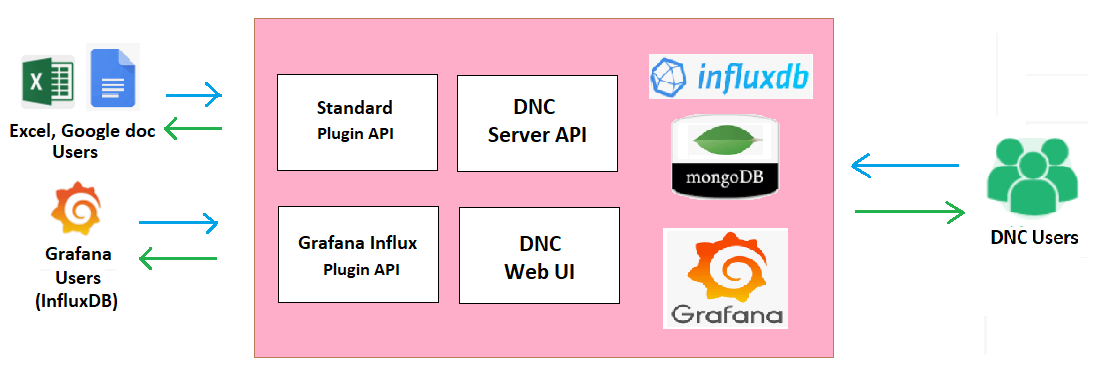 X
Excel, Google doc
Users
Grafana
Users
(InfluxDB)
Standard
Plugin API
DNC
Server API
Grafana Influx
Plugin API
DNC
Web UI
influxdb
mongoDB
Grafana
DNC Users